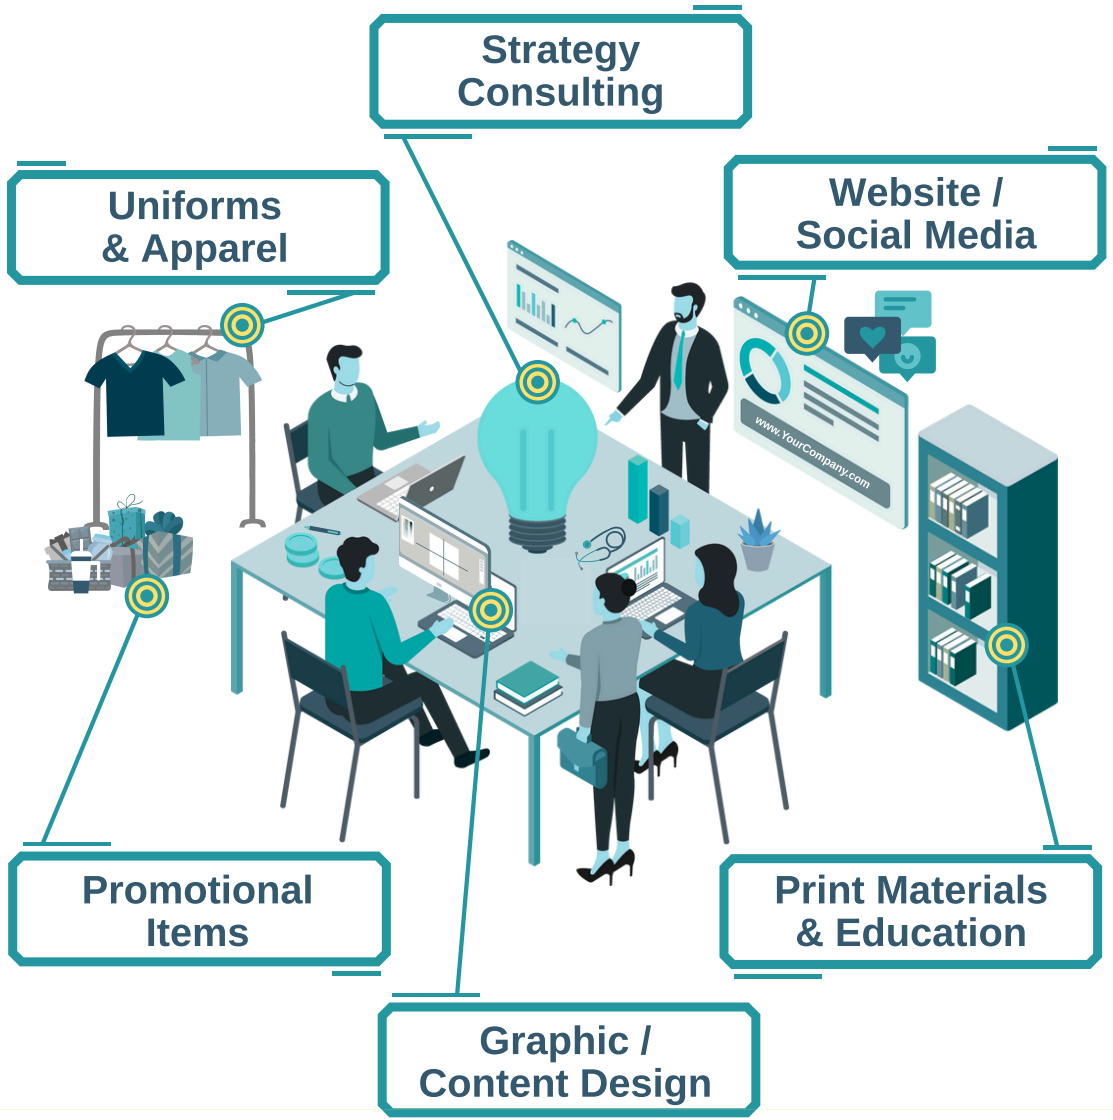 Strategy
Consulting
Website /
Social Media
Uniforms
& Apparel
www.YourCompany.com
Promotional
Items
Print Materials
& Education
Graphic /
Content Design